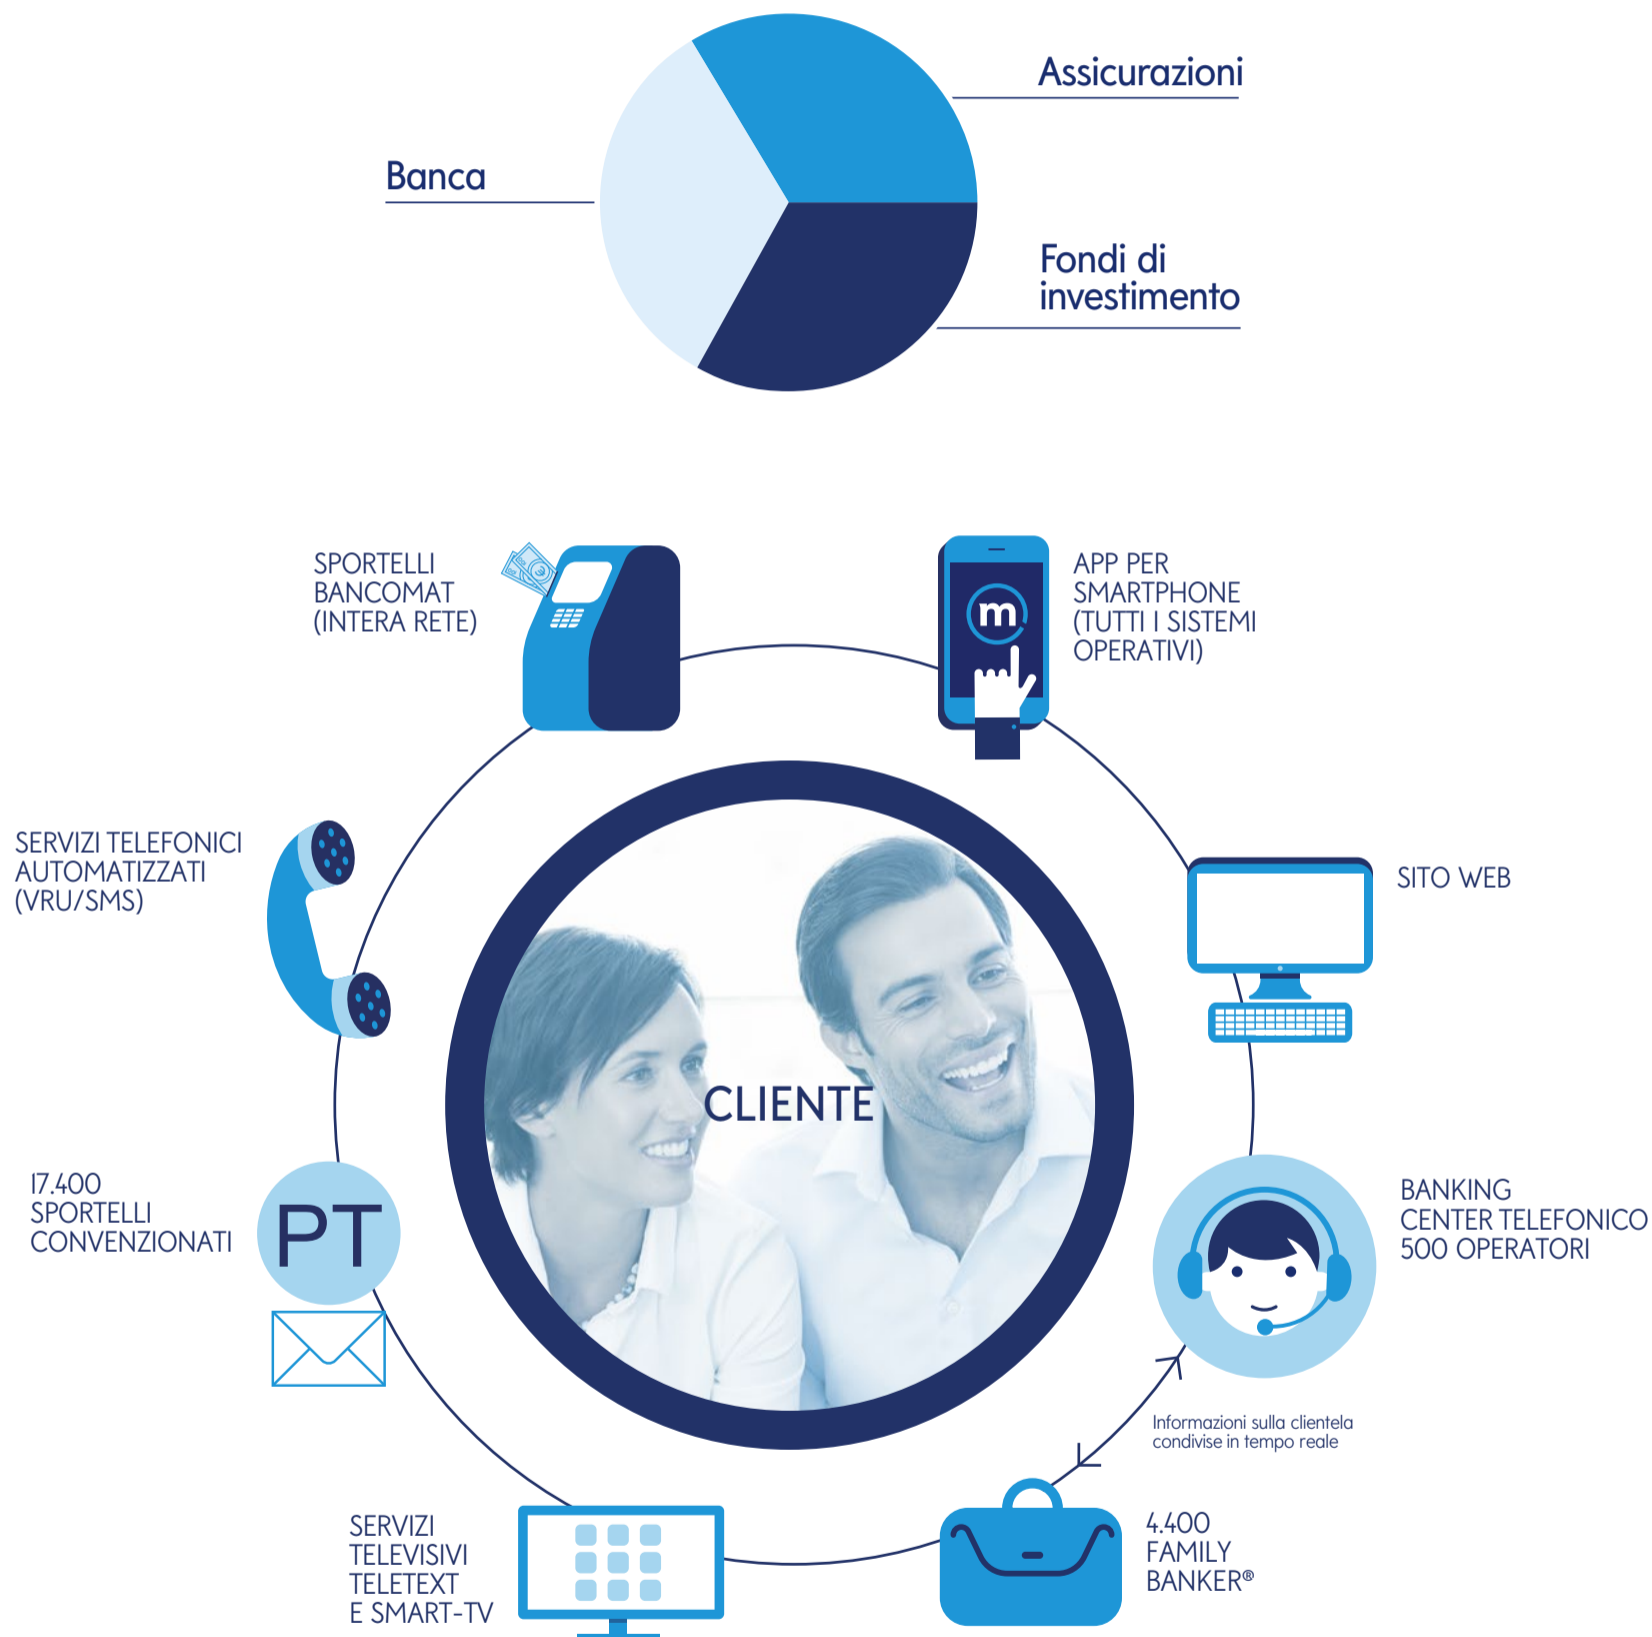 Assicurazioni
Banca
Fondi di
investimento
SPORTELLI
BANCOMAT
(INTERA RETE)
m
APP PER
SMARTPHONE
(TUTTI I SISTEMI
OPERATIVI)
SERVIZI TELEFONICI
AUTOMATIZZATI
(VRU/SMS)
SITO WEB
CLIENTE
17.400
SPORTELLI
CONVENZIONATI
PT
BANKING
CENTER TELEFONICO
500 OPERATORI
Informazioni sulla clientela
condivise in tempo reale
SERVIZI
TELEVISIVI
TELETEXT
E SMART-TV
4.400
FAMILY
BANKER®